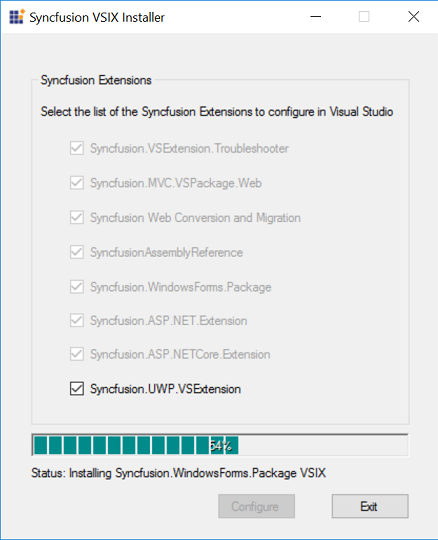 Syncfusion VSIX Installer
Syncfusion Extensions
Select the list of the Syncfusion Extensions to configure in Visual Studio
Syncfusion.VSExtension.Troubleshooter
Syncfusion.MVC.VSPackage.Web
Syncfusion Web Conversion and Migration
SyncfusionAssemblyReference
Syncfusion.WindowsForms.Package
Syncfusion.ASP.NET.Extension
Syncfusion.ASP.NETCore.Extension
Syncfusion.UWP.VSExtension
54%
Status: Installing Syncfusion.WindowsForms.Package VSIX
Configure
Exit